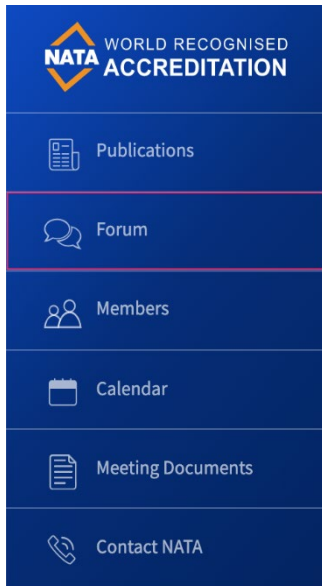 NATA
WORLD RECOGNISED
ACCREDITATION
Publications
Forum
Members
Calendar
Meeting Documents
Contact NATA